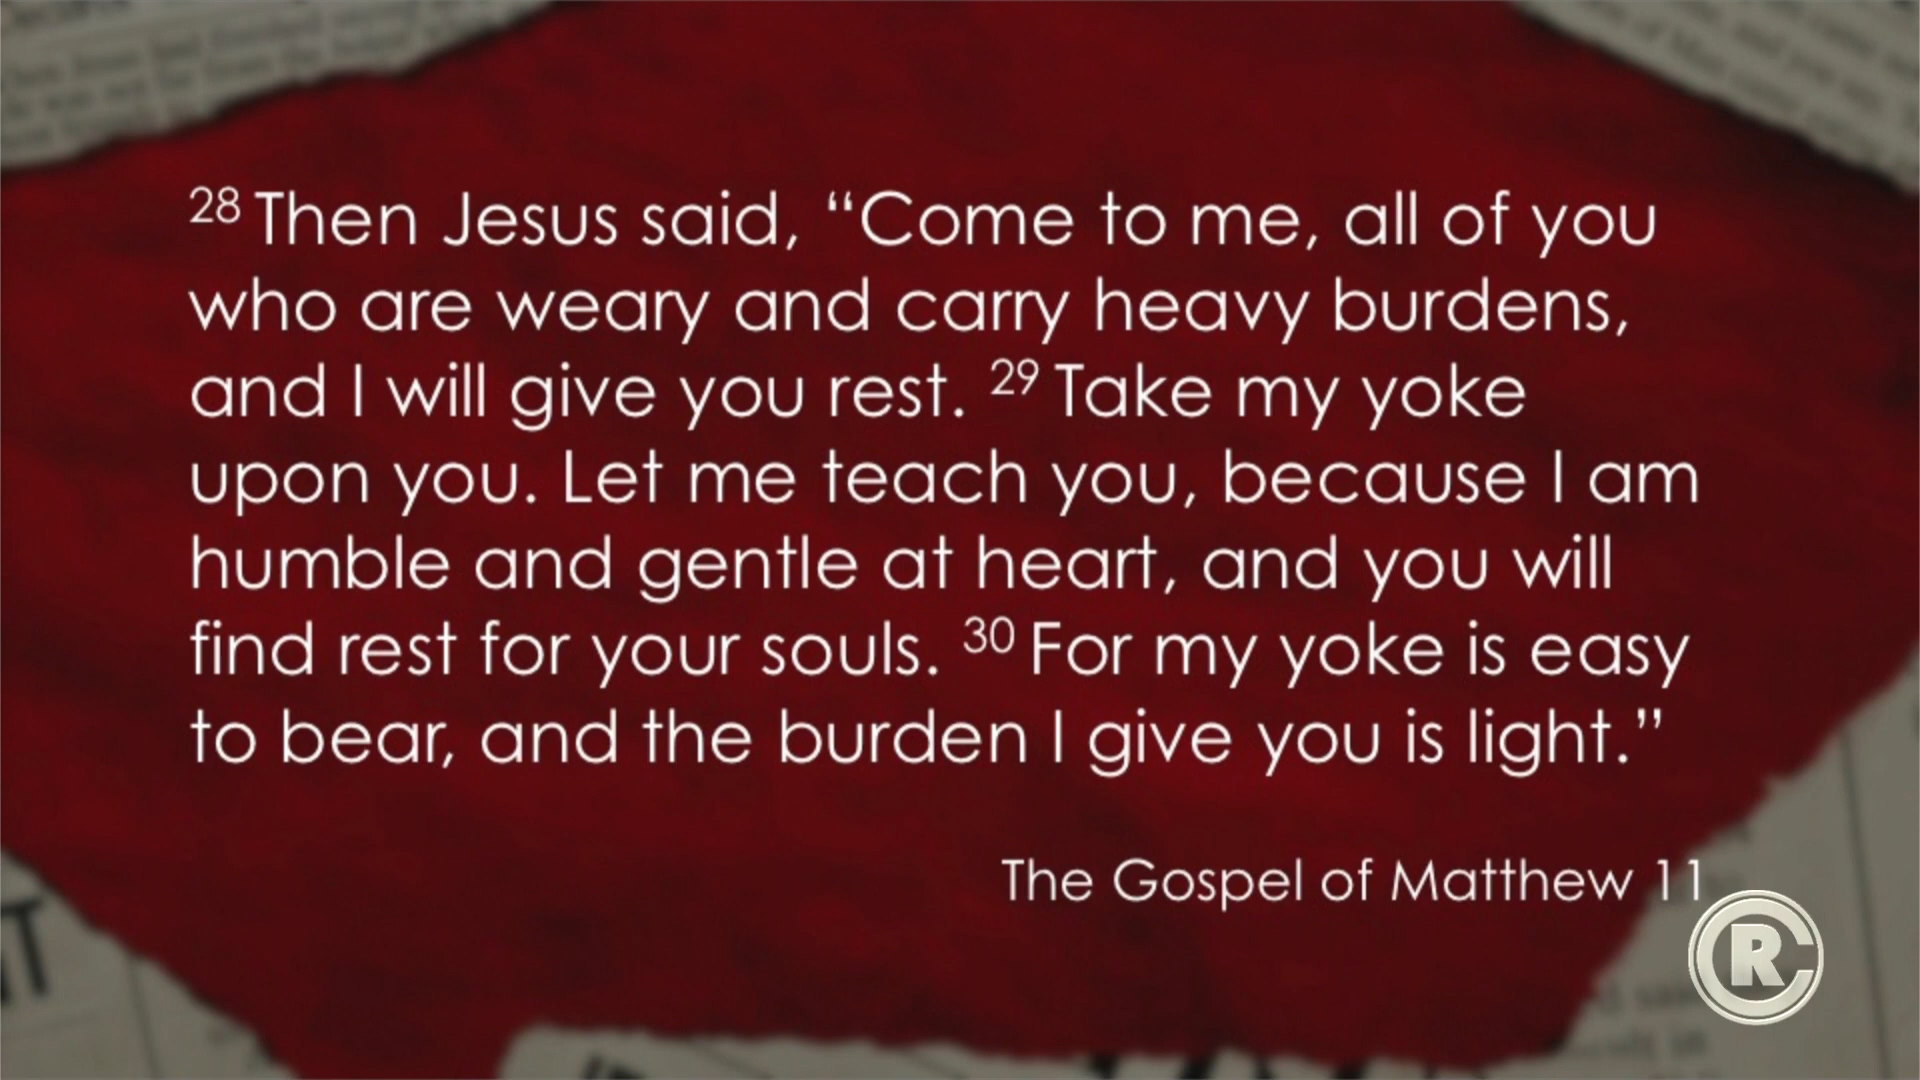 28 Then Jesus said, “Come to me, all of you
who are weary and carry heavy burdens,
and I will give you rest. 29 Take my yoke
upon you. Let me teach you, because I am
humble and gentle at heart, and you will
find rest for your souls. 30 For my yoke is easy
to bear, and the burden I give you is light.”
The Gospel of Matthew 11
R